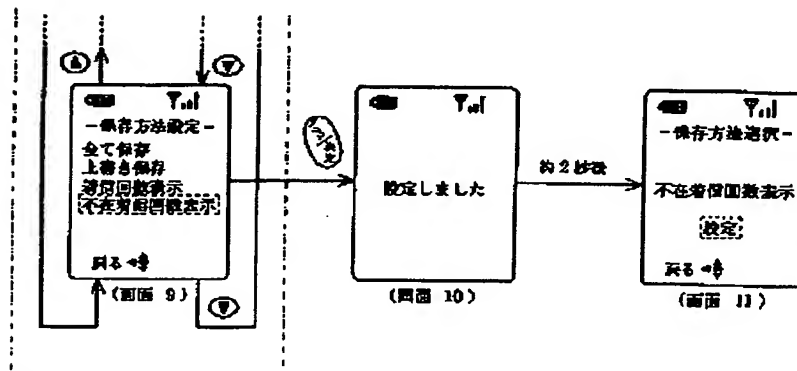 －保存方法設定－
全て保存
上書き保存
着信回数表示
不在着信回数表示
戻る
(画面 9)
設定しました
(画面 10)
約2秒後
－保存方法選択－
不在着信回数表示
設定
戻る
(画面 11)